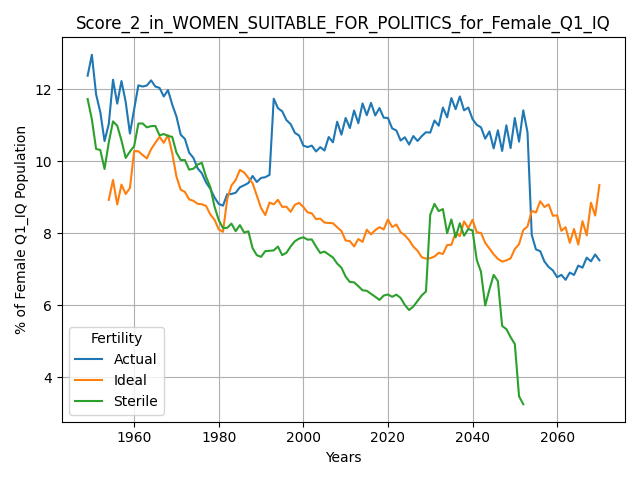 Score_2_in_WOMEN_SUITABLE_FOR_POLITICS_for_Female_Q1_IQ
% of Female Q1_IQ Population
12
10
8
6
4
Fertility
Actual
Ideal
Sterile
1960 1980 2000 2020 2040 2060
Years